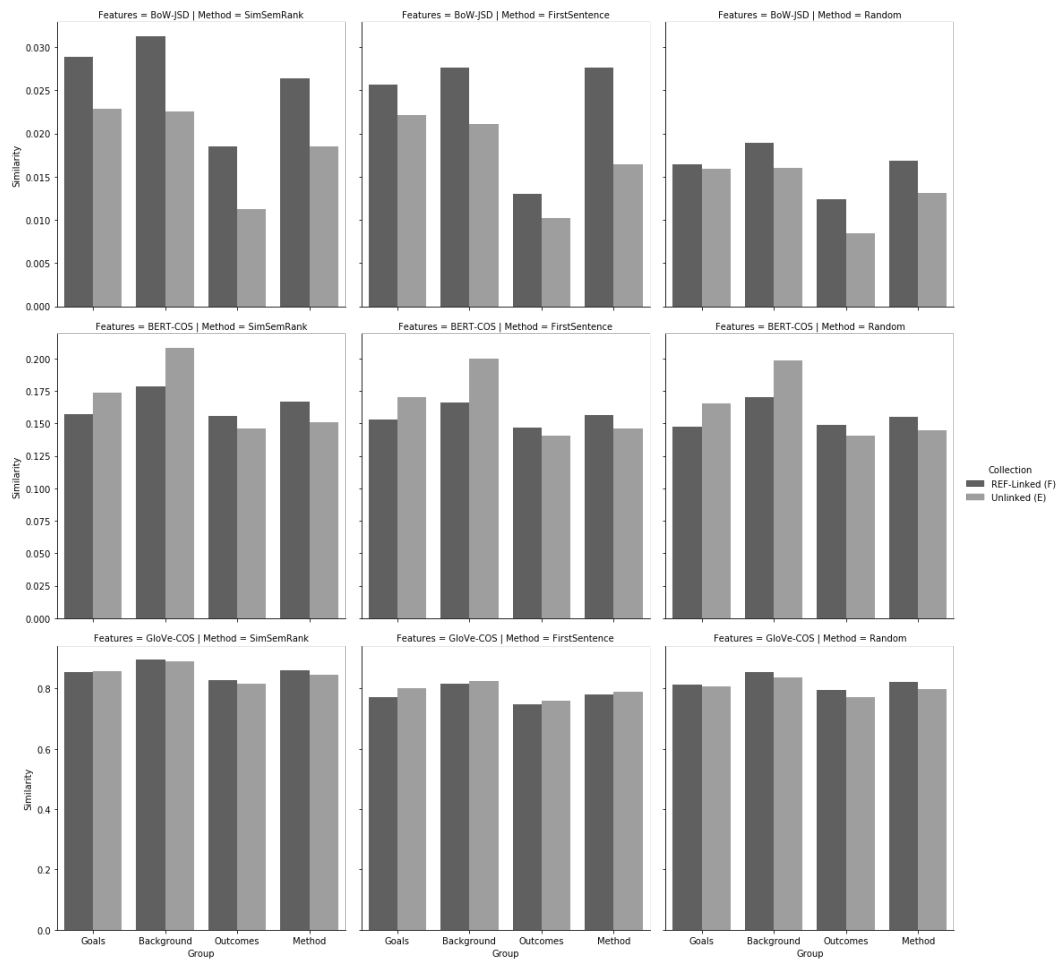 Features = BoW-JSD | Method = SimSemRank
Features = BoW-JSD | Method = FirstSentence
Features = BoW-JSD | Method = Random
0.030
0.025
0.020
0.015
0.010
0.005
0.000
Similarity
Features = BERT-COS | Method = SimSemRank
Features = BERT-COS | Method = FirstSentence
Features = BERT-COS | Method = Random
0.200
0.175
0.150
0.125
0.100
0.075
0.050
0.025
0.000
Similarity
Collection
REF-Linked (F)
Unlinked (E)
Features = GloVe-COS | Method = SimSemRank
Features = GloVe-COS | Method = FirstSentence
Features = GloVe-COS | Method = Random
0.8
0.6
0.4
0.2
0.0
Similarity
Goals Background Outcomes Method
Group
Goals Background Outcomes Method
Group
Goals Background Outcomes Method
Group